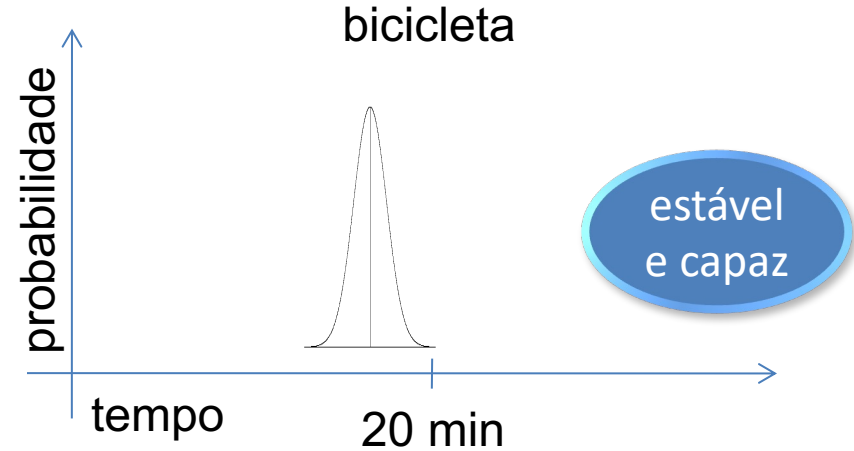 bicicleta
probabilidade
estável
e capaz
tempo
20 min